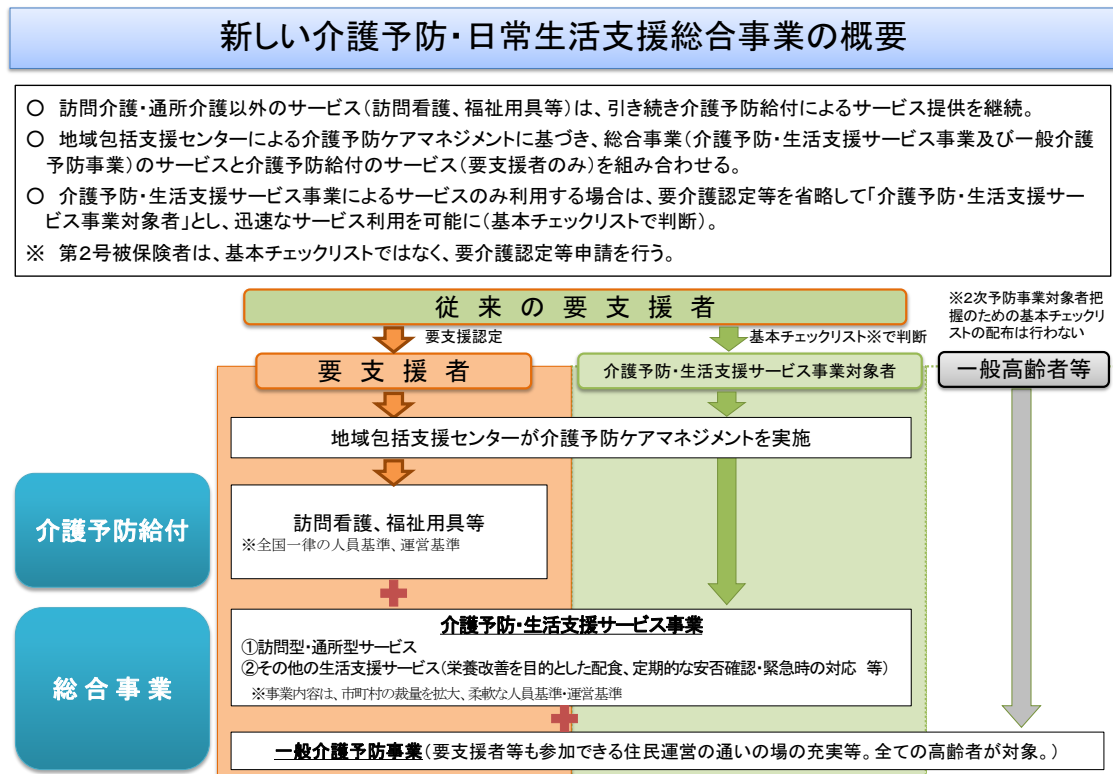 新しい介護予防・日常生活支援総合事業の概要
○　訪問介護・通所介護以外のサービス（訪問看護、福祉用具等）は、引き続き介護予防給付によるサービス提供を継続。
○　地域包括支援センターによる介護予防ケアマネジメントに基づき、総合事業（介護予防・生活支援サービス事業及び一般介護
予防事業）のサービスと介護予防給付のサービス（要支援者のみ）を組み合わせる。
○　介護予防・生活支援サービス事業によるサービスのみ利用する場合は、要介護認定等を省略して「介護予防・生活支援サー
ビス事業対象者」とし、迅速なサービス利用を可能に（基本チェックリストで判断）。
※　第２号被保険者は、基本チェックリストではなく、要介護認定等申請を行う。
従来の要支援者
※２次予防事業対象者把
握のための基本チェックリ
ストの配布は行わない
要支援認定
基本チェックリスト※で判断
要支援者
介護予防・生活支援サービス事業対象者
一般高齢者等
地域包括支援センターが介護予防ケアマネジメントを実施
介護予防給付
訪問看護、福祉用具等
※全国一律の人員基準、運営基準
総合事業
介護予防・生活支援サービス事業
①訪問型・通所型サービス
②その他の生活支援サービス（栄養改善を目的とした配食、定期的な安否確認・緊急時の対応　等）
※事業内容は、市町村の裁量を拡大、柔軟な人員基準・運営基準
一般介護予防事業（要支援者等も参加できる住民運営の通いの場の充実等。全ての高齢者が対象。）